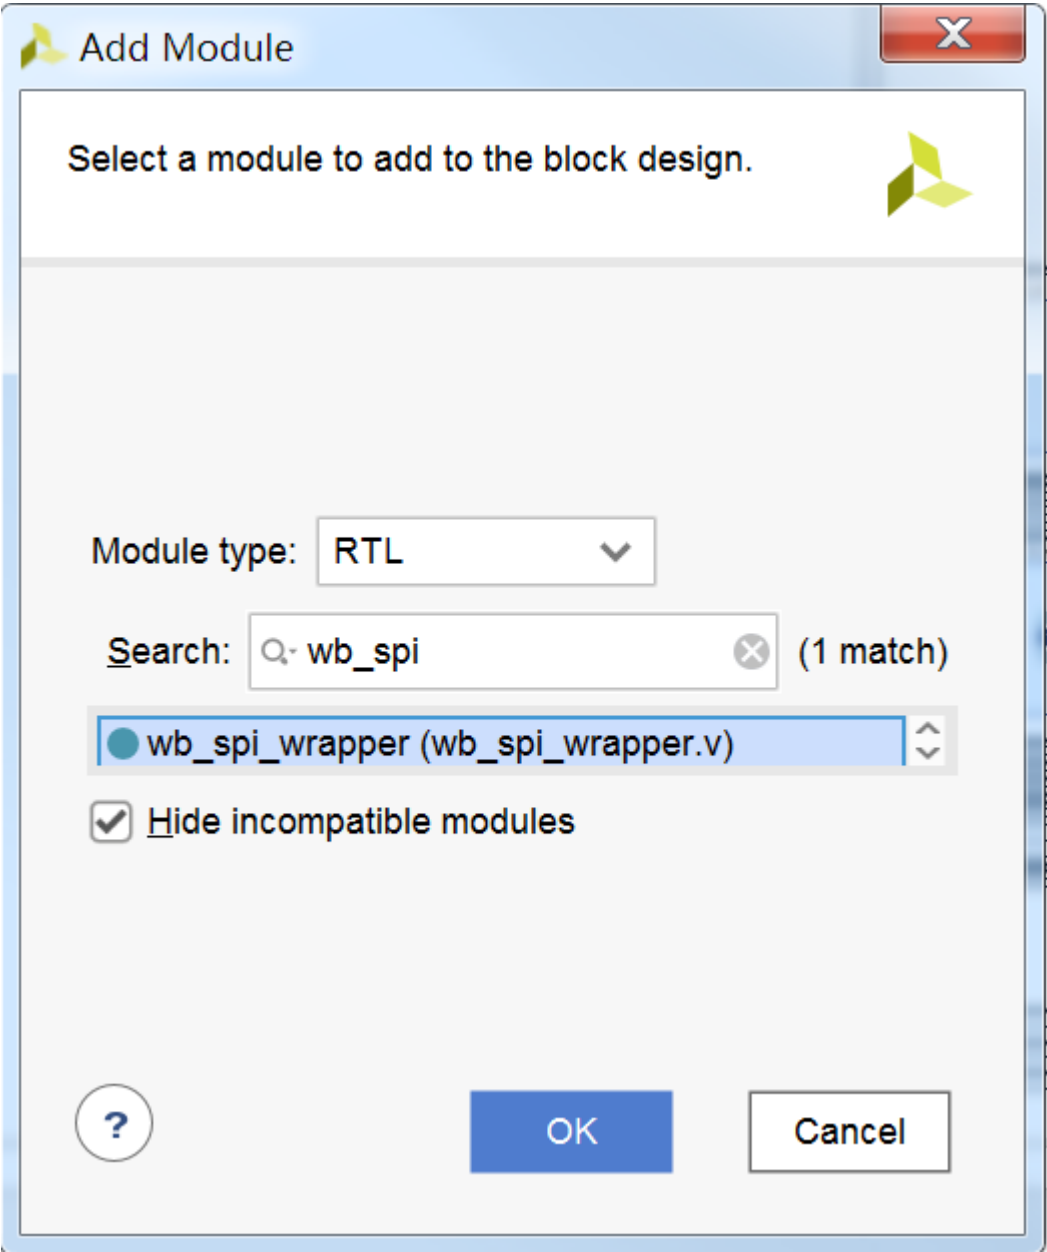 Add Module
Select a module to add to the block design.
Module type: RTL
Search: wb_spi (1 match)
wb_spi_wrapper (wb_spi_wrapper.v)
Hide incompatible modules
? OK Cancel